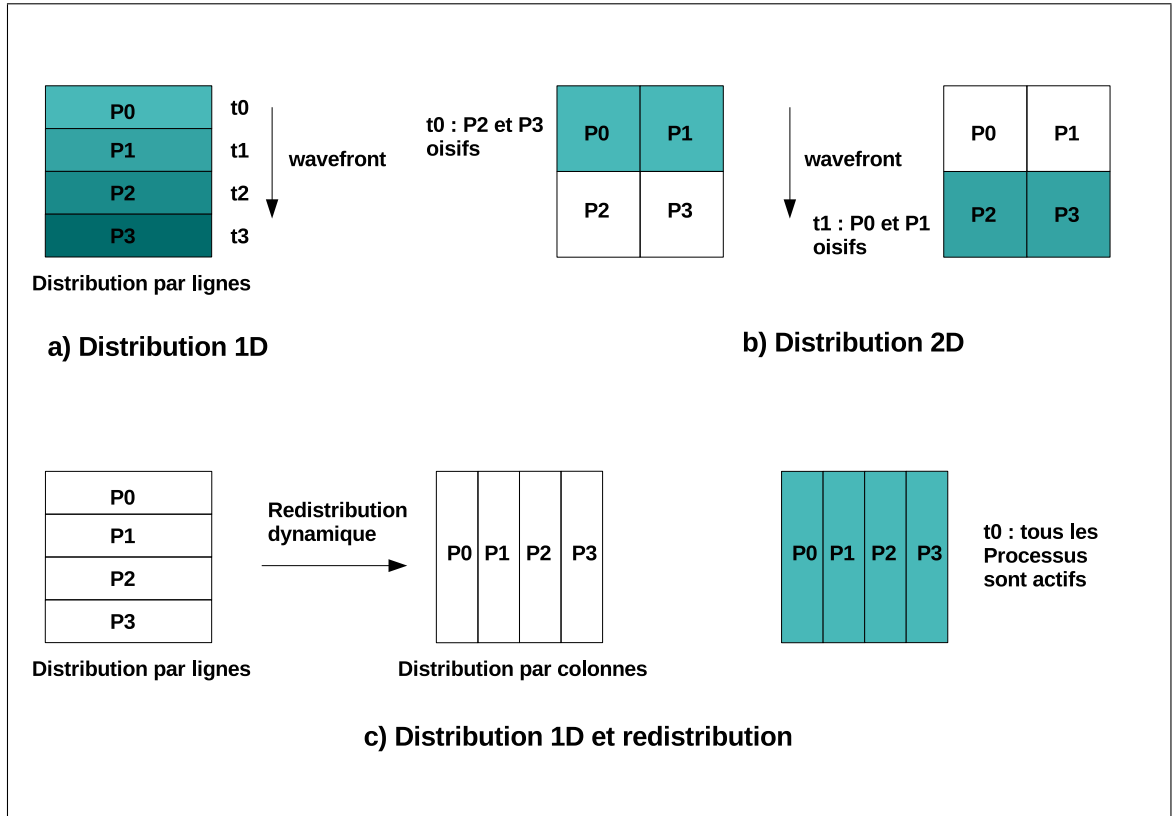 P0
t0
P1
t1
P2
t2
P3
t3
wavefront
Distribution par lignes
a) Distribution 1D
t0 : P2 et P3
oisifs
P0
P1
P2
P3
wavefront
t1 : P0 et P1
oisifs
P0
P1
P2
P3
b) Distribution 2D
P0
P1
P2
P3
Distribution par lignes
Redistribution
dynamique
P0 P1 P2 P3
Distribution par colonnes
P0 P1 P2 P3
t0 : tous les
Processus
sont actifs
c) Distribution 1D et redistribution